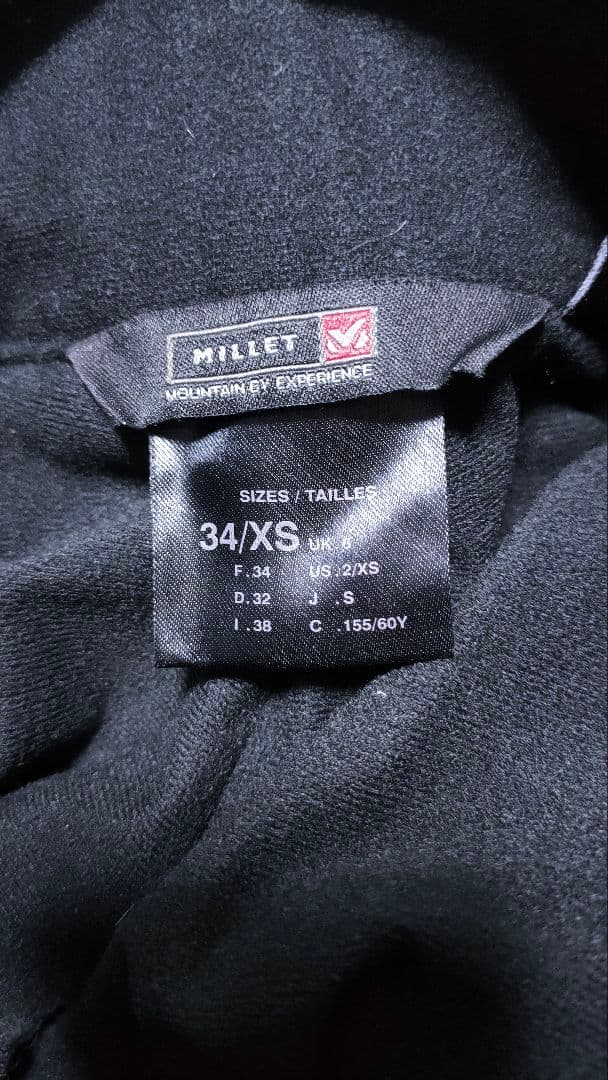 MILLET
MOUNTAIN BY EXPERIENCE
SIZES / TAILLES
34/XS UK. 6
F.34 US.2/XS
D.32 J .S
I.38 C .155/60Y